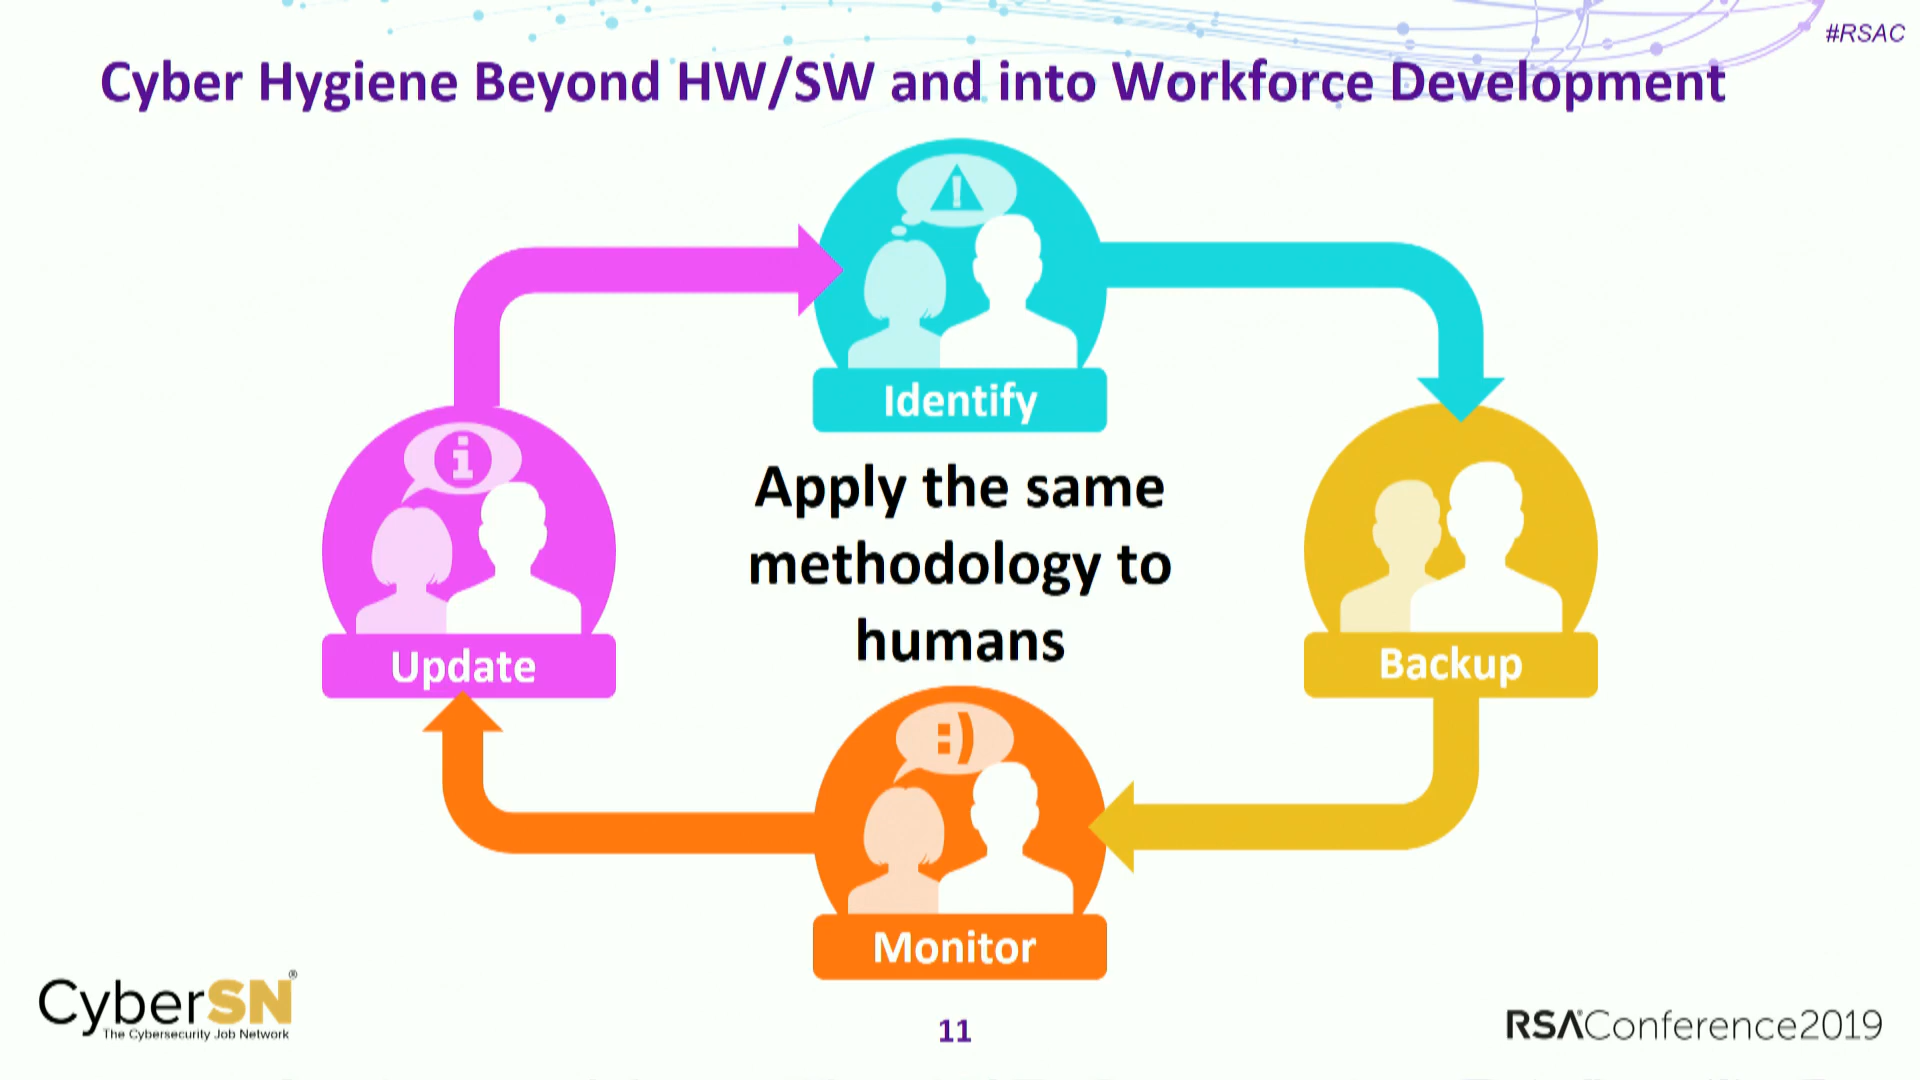 #RSAC
Cyber Hygiene Beyond HW/SW and into Workforce Development
!
Identify
i
Update
Apply the same
methodology to
humans
Backup
:)
Monitor
CyberSN®
The Cybersecurity Job Network
11
RSAConference2019